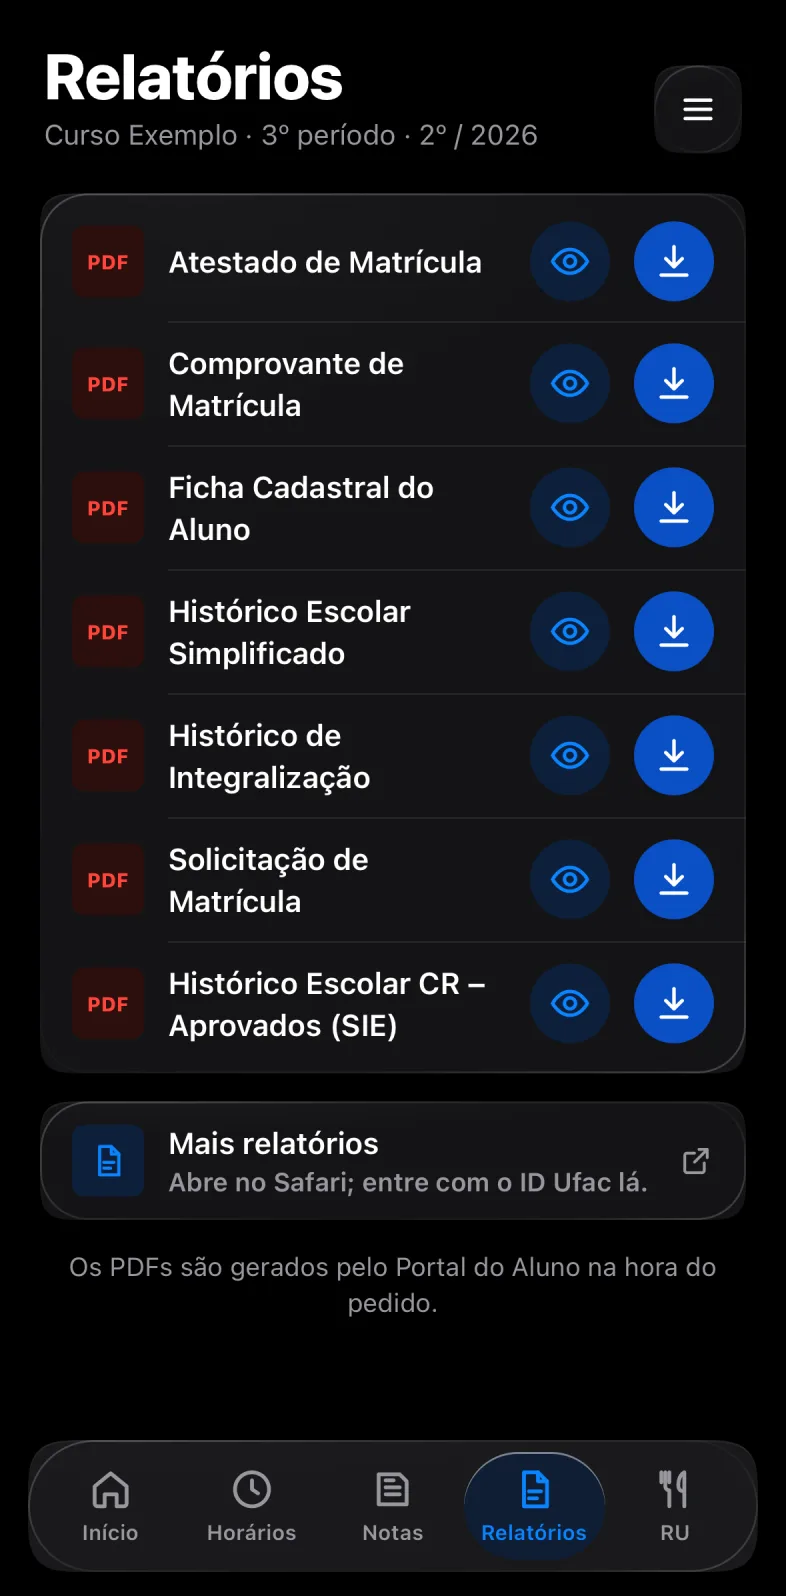 Relatórios
Curso Exemplo · 3º período · 2º / 2026
PDF
Atestado de Matrícula
PDF
Comprovante de
Matrícula
PDF
Ficha Cadastral do
Aluno
PDF
Histórico Escolar
Simplificado
PDF
Histórico de
Integralização
PDF
Solicitação de
Matrícula
PDF
Histórico Escolar CR –
Aprovados (SIE)
Mais relatórios
Abre no Safari; entre com o ID Ufac lá.
Os PDFs são gerados pelo Portal do Aluno na hora do
pedido.
Início
Horários
Notas
Relatórios
RU